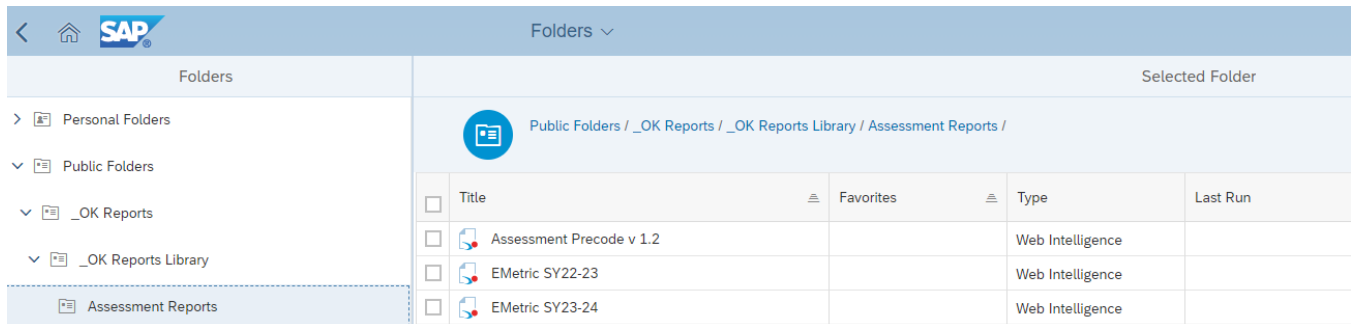 SAP®
Folders
Folders
Personal Folders
Public Folders
_OK Reports
_OK Reports Library
Assessment Reports
Selected Folder
Public Folders / _OK Reports / _OK Reports Library / Assessment Reports /
Title Favorites Type Last Run
Assessment Precode v 1.2 Web Intelligence
EMetric SY22-23 Web Intelligence
EMetric SY23-24 Web Intelligence